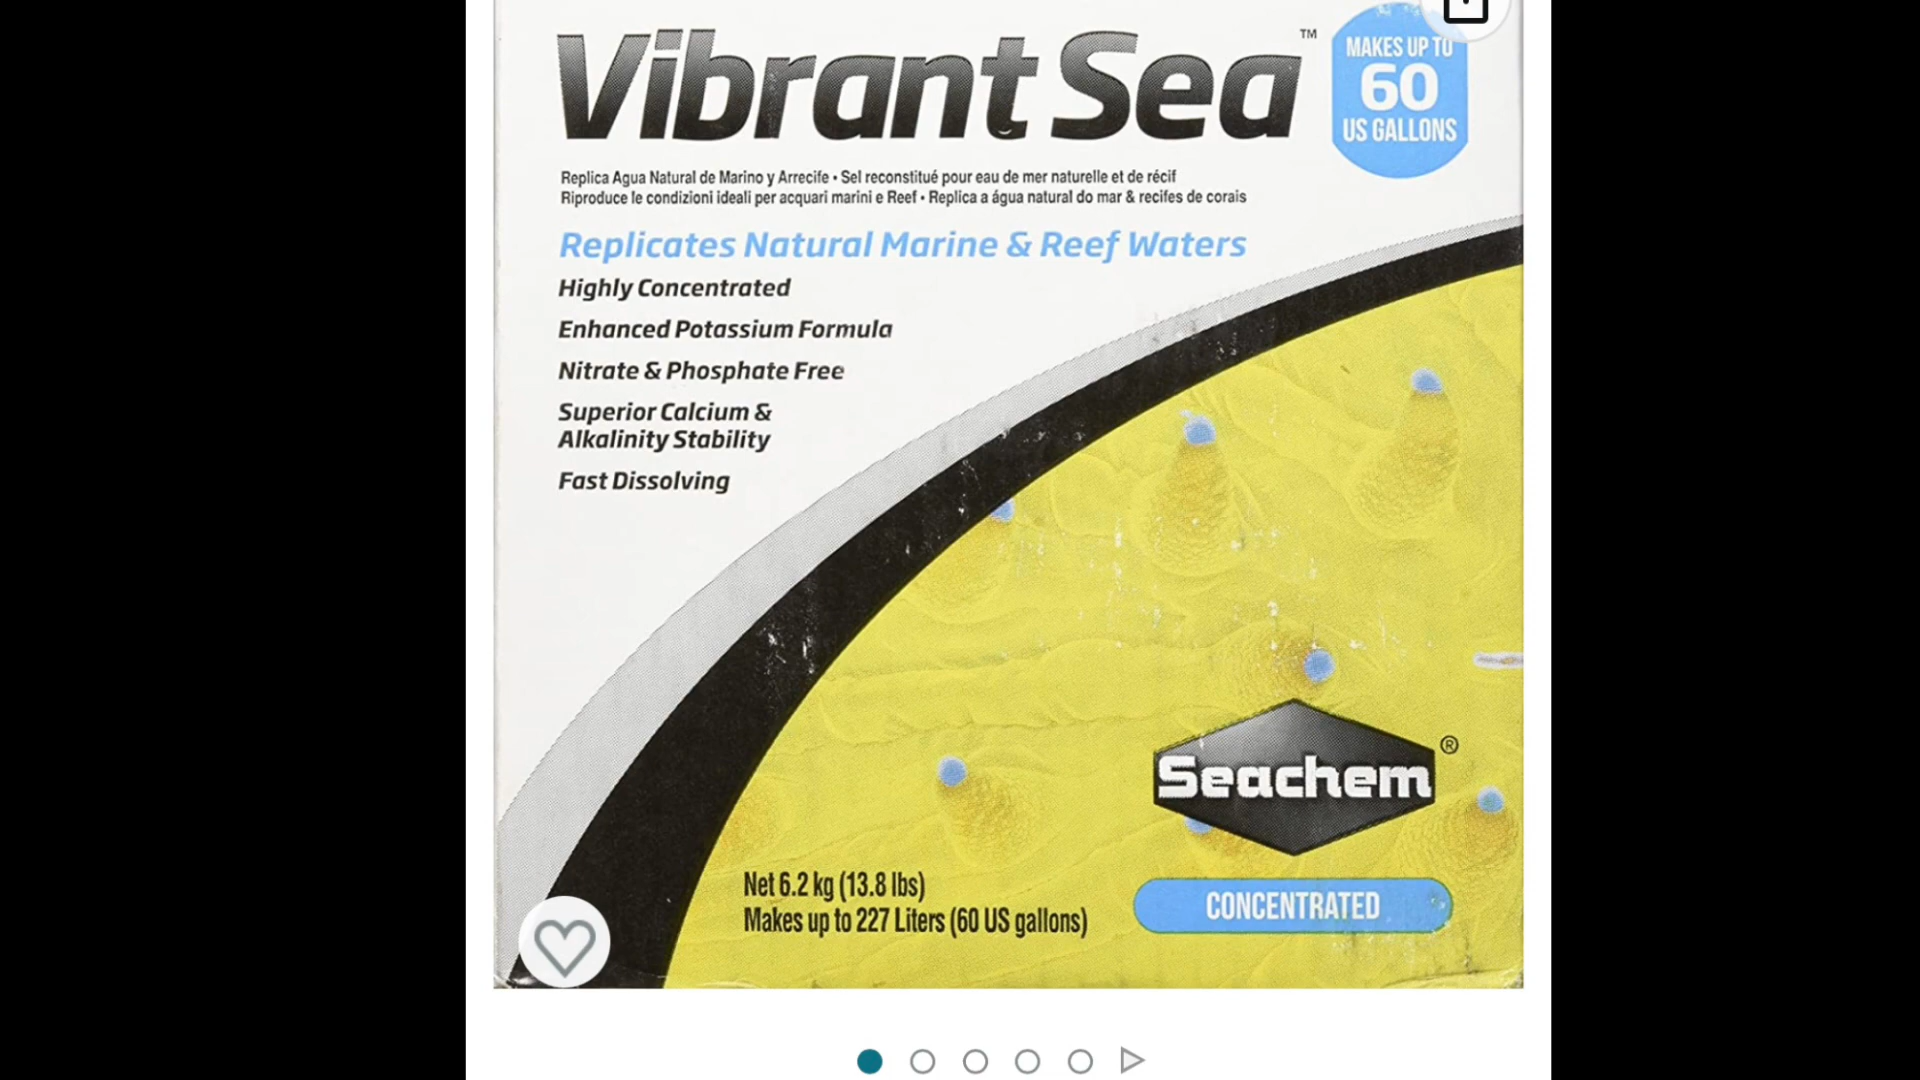 Vibrant Sea™
MAKES UP TO
60
US GALLONS
Replica Agua Natural de Marino y Arrecife • Sel reconstitué pour eau de mer naturelle et de récif
Riproduce le condizioni ideali per acquari marini e Reef • Replica a água natural do mar & recifes de corais
Replicates Natural Marine & Reef Waters
Highly Concentrated
Enhanced Potassium Formula
Nitrate & Phosphate Free
Superior Calcium &
Alkalinity Stability
Fast Dissolving
Seachem®
Net 6.2 kg (13.8 lbs)
Makes up to 227 Liters (60 US gallons)
CONCENTRATED